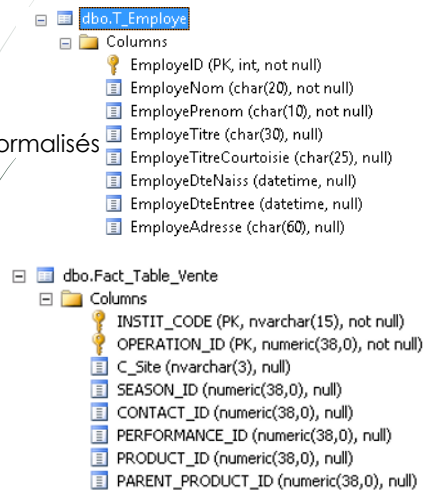 dbo.T_Employe
Columns
EmployeID (PK, int, not null)
EmployeNom (char(20), not null)
EmployePrenom (char(10), not null)
ormalisés
EmployeTitre (char(30), null)
EmployeTitreCourtoisie (char(25), null)
EmployeDteNaiss (datetime, null)
EmployeDteEntree (datetime, null)
EmployeAdresse (char(60), null)
dbo.Fact_Table_Vente
Columns
INSTIT_CODE (PK, nvarchar(15), not null)
OPERATION_ID (PK, numeric(38,0), not null)
C_Site (nvarchar(3), null)
SEASON_ID (numeric(38,0), null)
CONTACT_ID (numeric(38,0), null)
PERFORMANCE_ID (numeric(38,0), null)
PRODUCT_ID (numeric(38,0), null)
PARENT_PRODUCT_ID (numeric(38,0), null)